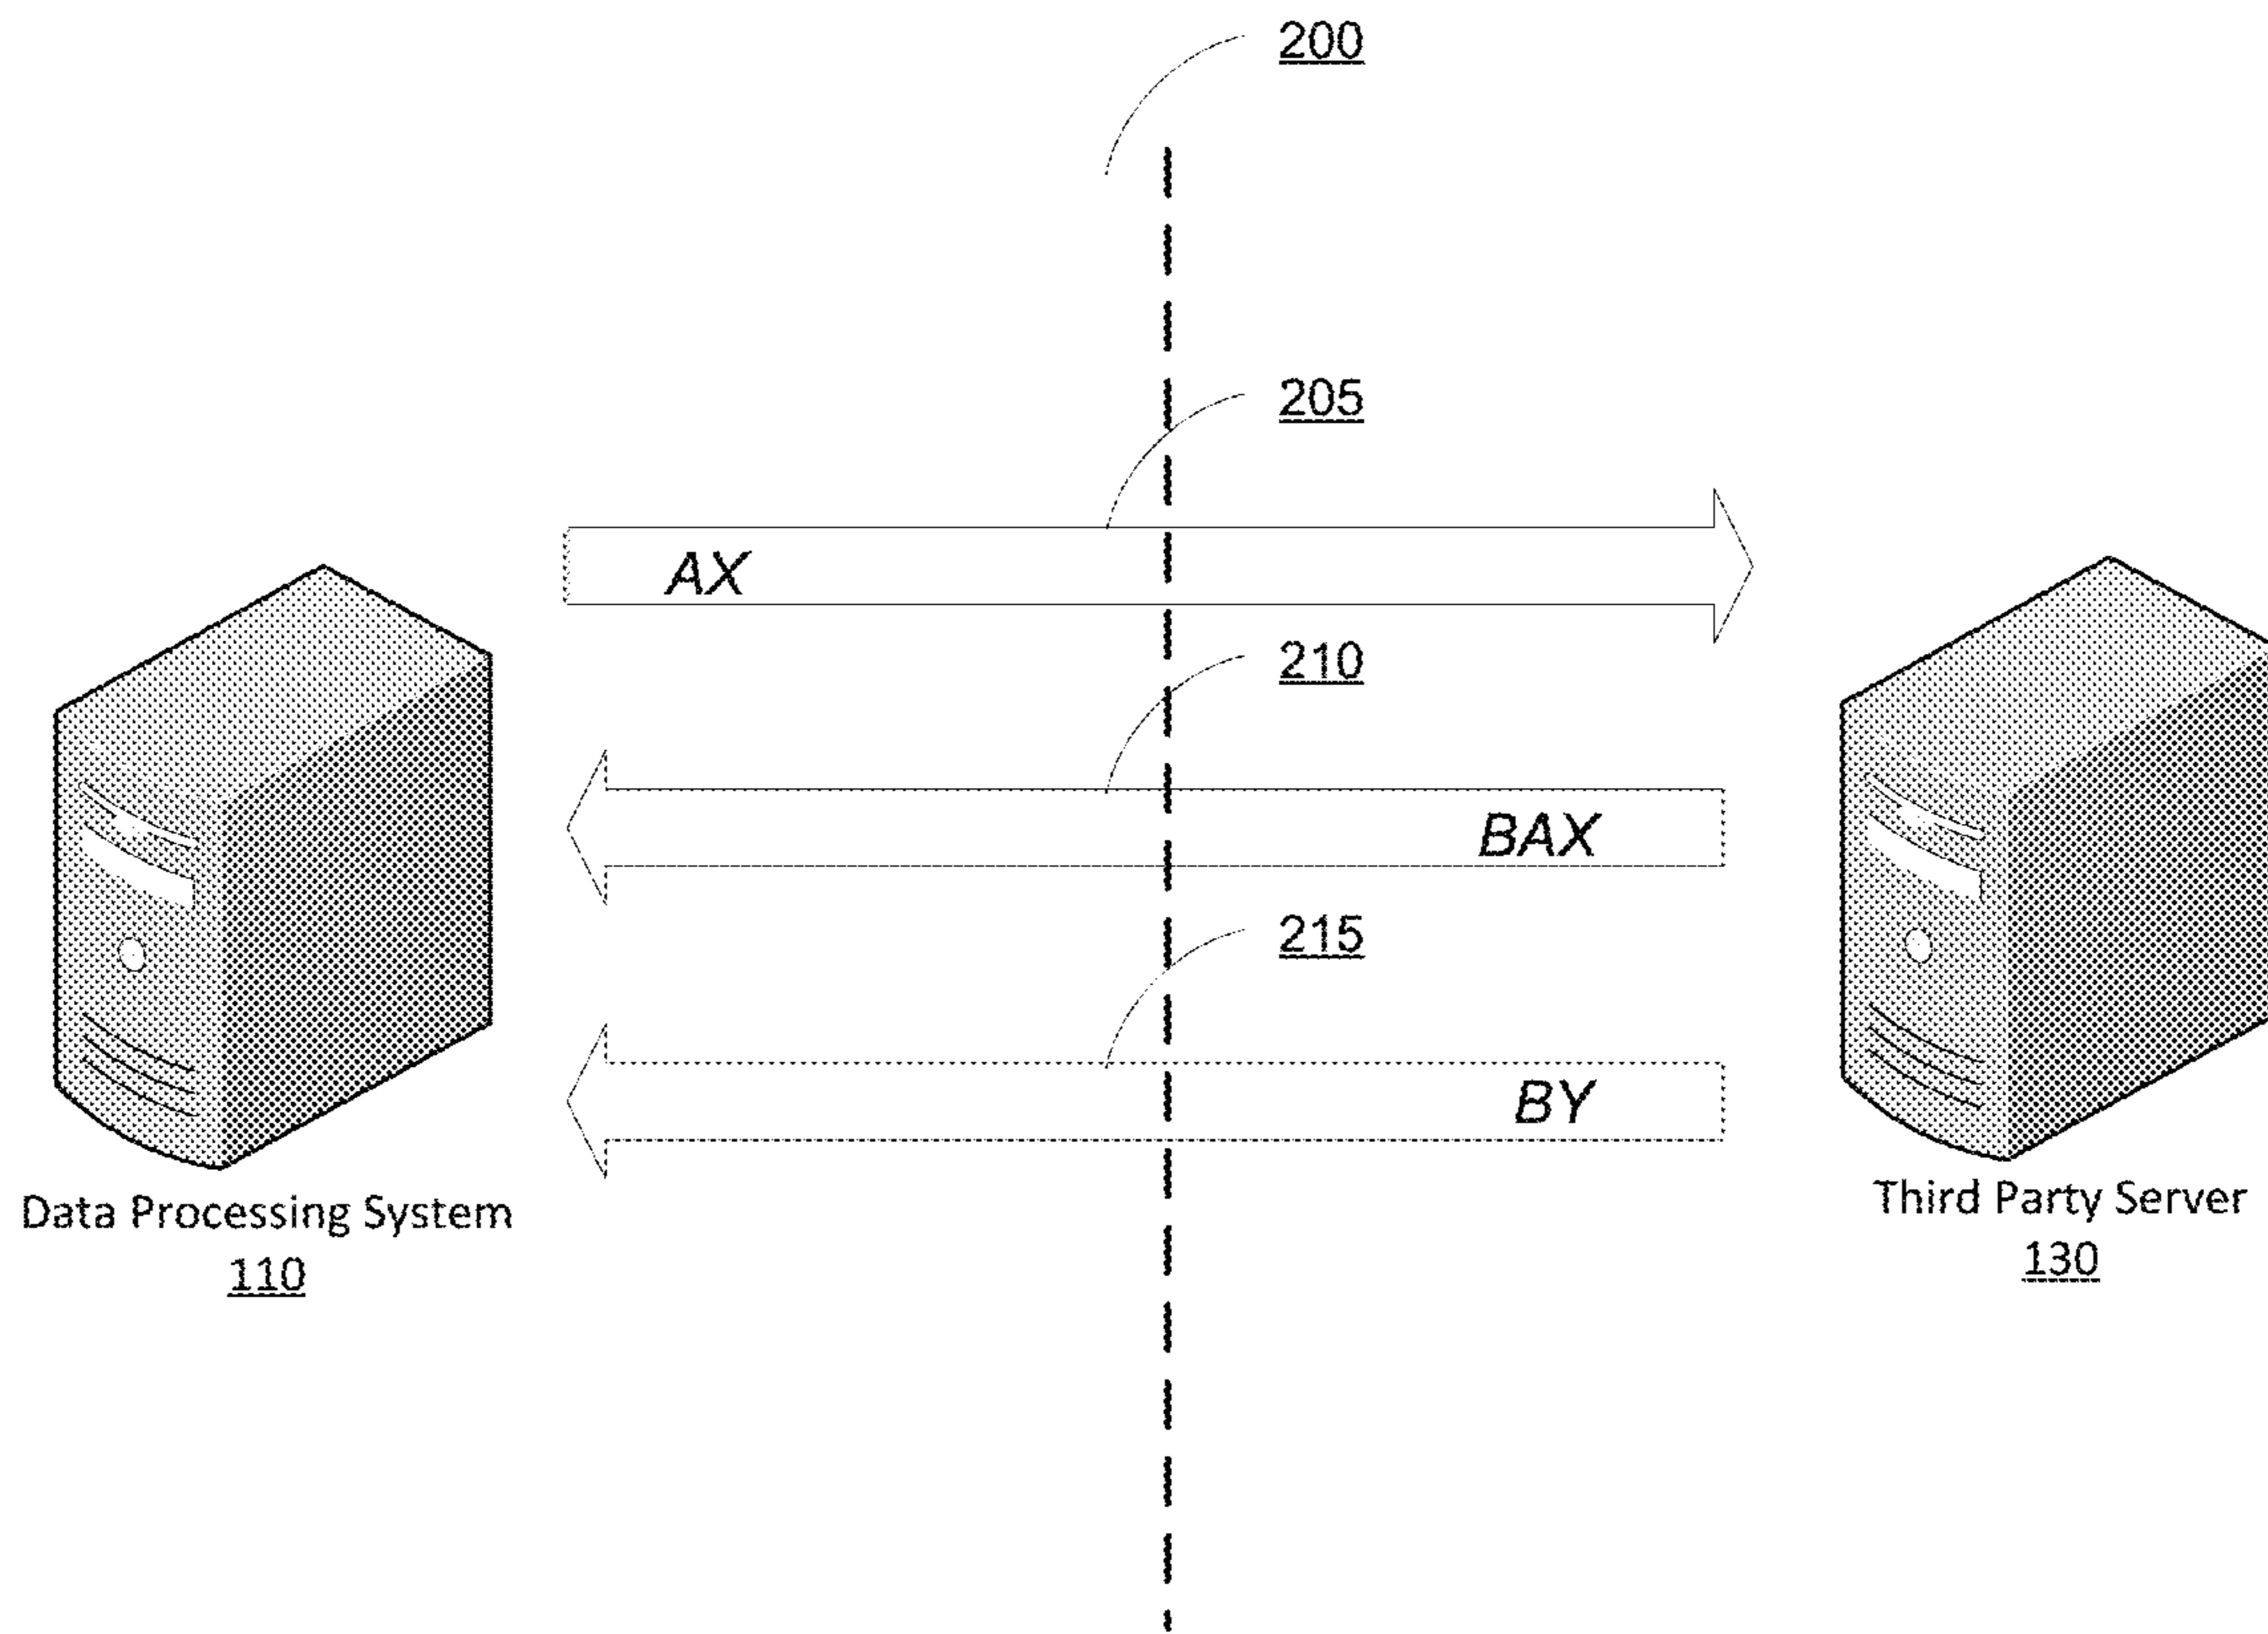 200
205
AX
210
BAX
215
BY
Data Processing System
110
Third Party Server
130